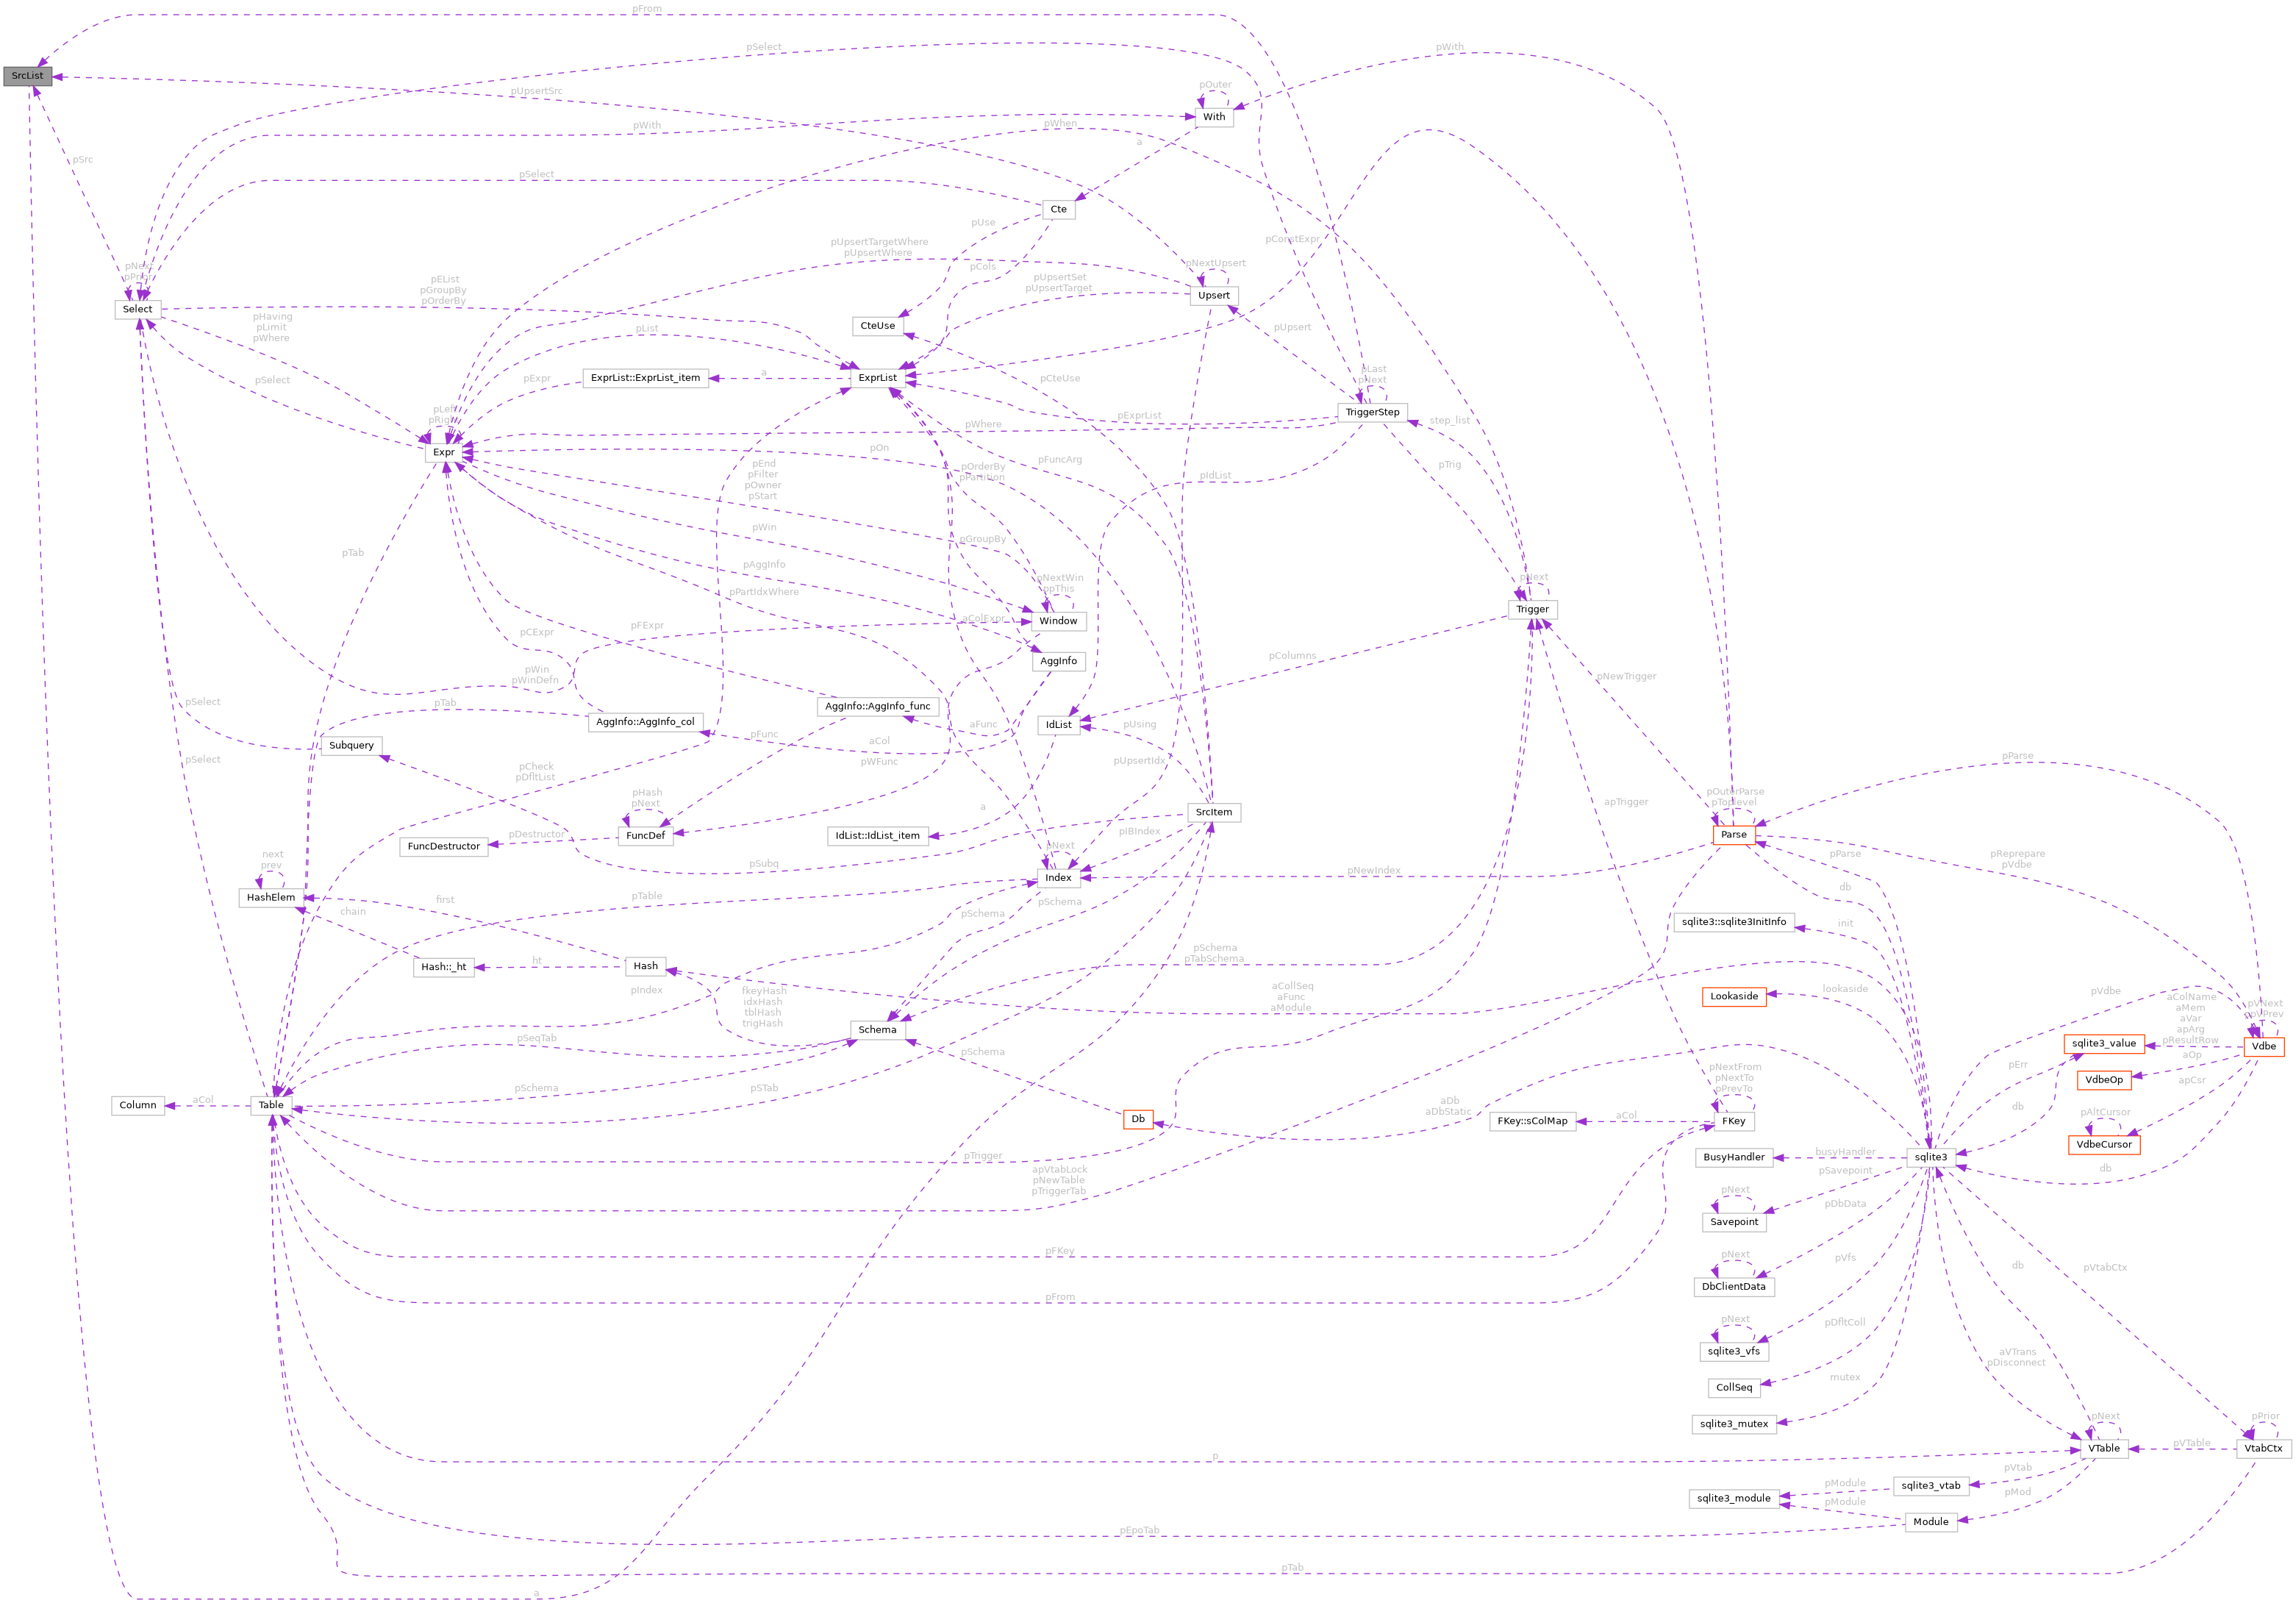 pFrom
pSelect
pWith
SrcList
pOuter
pUpsertSrc
With
pWith
pWhen
a
pSrc
pSelect
Cte
pUse
pConstExpr
pUpsertTargetWhere
pUpsertWhere
pCols
pNext
pPrior
pEList
pGroupBy
pOrderBy
pUpsertSet
pUpsertTarget
pNextUpsert
Upsert
Select
pHaving
pLimit
pWhere
CteUse
pList
pUpsert
pSelect
pExpr
ExprList::ExprList_item
a
ExprList
pCteUse
pLast
pNext
pLeft
pRight
TriggerStep
pExprList
step_list
pWhere
Expr
pOn
pEnd
pFilter
pOwner
pStart
pOrderBy
pPartition
pFuncArg
pTrig
pIdList
pWin
pTab
pGroupBy
pAggInfo
pNextWin
ppThis
pNext
pPartIdxWhere
Trigger
pCExpr
pFExpr
aColExpr
Window
pColumns
AggInfo
pWin
pWinDefn
pNewTrigger
pSelect
pTab
AggInfo::AggInfo_func
AggInfo::AggInfo_col
aFunc
IdList
pUsing
pFunc
aCol
Subquery
pSelect
pCheck
pDfltList
pWFunc
pUpsertIdx
pParse
pHash
pNext
a
apTrigger
pOuterParse
pToplevel
SrcItem
FuncDef
IdList::IdList_item
pIBIndex
Parse
FuncDestructor
pDestructor
pNext
next
prev
pSubq
pParse
pReprepare
pVdbe
Index
pNewIndex
db
HashElem
first
pTable
chain
pSchema
pSchema
sqlite3::sqlite3InitInfo
init
Hash::_ht
ht
Hash
pSchema
pTabSchema
pIndex
fkeyHash
idxHash
tblHash
trigHash
aCollSeq
aFunc
aModule
Lookaside
lookaside
pVdbe
aColName
aMem
aVar
apArg
pResultRow
pVNext
ppVPrev
Schema
pSeqTab
sqlite3_value
Vdbe
pSchema
pErr
aOp
pSTab
VdbeOp
apCsr
pNextFrom
pNextTo
pPrevTo
Column
aCol
Table
pSchema
Db
aDb
aDbStatic
db
FKey::sColMap
aCol
FKey
pAltCursor
VdbeCursor
pTrigger
BusyHandler
busyHandler
sqlite3
apVtabLock
pNewTable
pTriggerTab
pSavepoint
db
pNext
pDbData
Savepoint
pFKey
pNext
pVfs
db
pVtabCtx
DbClientData
pFrom
pNext
pDfltColl
sqlite3_vfs
aVTrans
pDisconnect
mutex
CollSeq
sqlite3_mutex
pNext
pPrior
p
VTable
pVTable
VtabCtx
pVtab
sqlite3_module
pModule
sqlite3_vtab
pMod
pModule
Module
pEpoTab
pTab
a